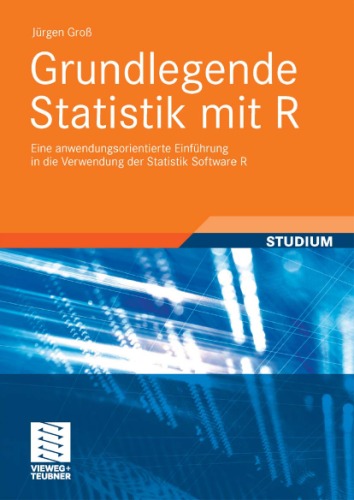 Jürgen Groß
Grundlegende
Statistik mit R
Eine anwendungsorientierte Einführung
in die Verwendung der Statistik Software R
STUDIUM
VIEWEG+
TEUBNER